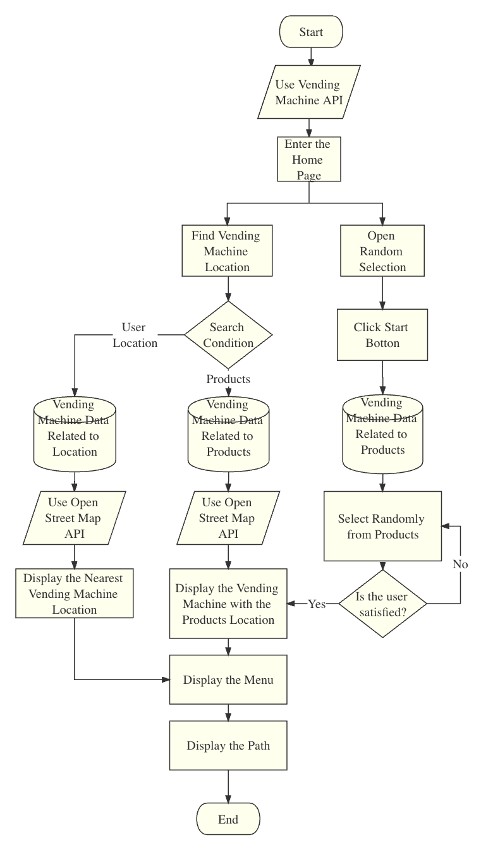 Start
Use Vending
Machine API
Enter the
Home
Page
Find Vending
Machine
Location
Open
Random
Selection
User
Location
Search
Condition
Click Start
Botton
Products
Vending
Machine Data
Related to
Location
Vending
Machine Data
Related to
Products
Vending
Machine Data
Related to
Products
Use Open
Street Map
API
Use Open
Street Map
API
Select Randomly
from Products
No
Display the Nearest
Vending Machine
Location
Display the Vending
Machine with the
Products Location
Yes
Is the user
satisfied?
Display the Menu
Display the Path
End